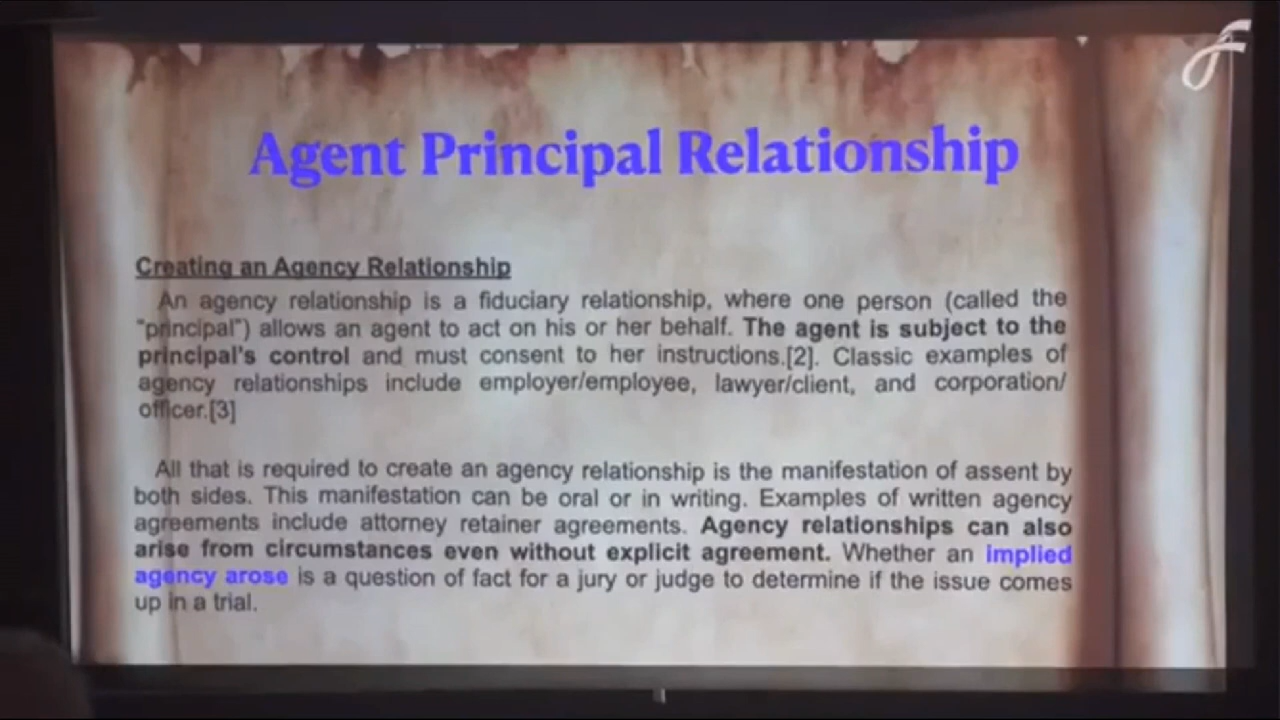 Agent Principal Relationship
Creating an Agency Relationship
An agency relationship is a fiduciary relationship, where one person (called the
"principal") allows an agent to act on his or her behalf. The agent is subject to the
principal's control and must consent to her instructions.[2]. Classic examples of
agency relationships include employer/employee, lawyer/client, and corporation/
officer.[3]
All that is required to create an agency relationship is the manifestation of assent by
both sides. This manifestation can be oral or in writing. Examples of written agency
agreements include attorney retainer agreements. Agency relationships can also
arise from circumstances even without explicit agreement. Whether an implied
agency arose is a question of fact for a jury or judge to determine if the issue comes
up in a trial.